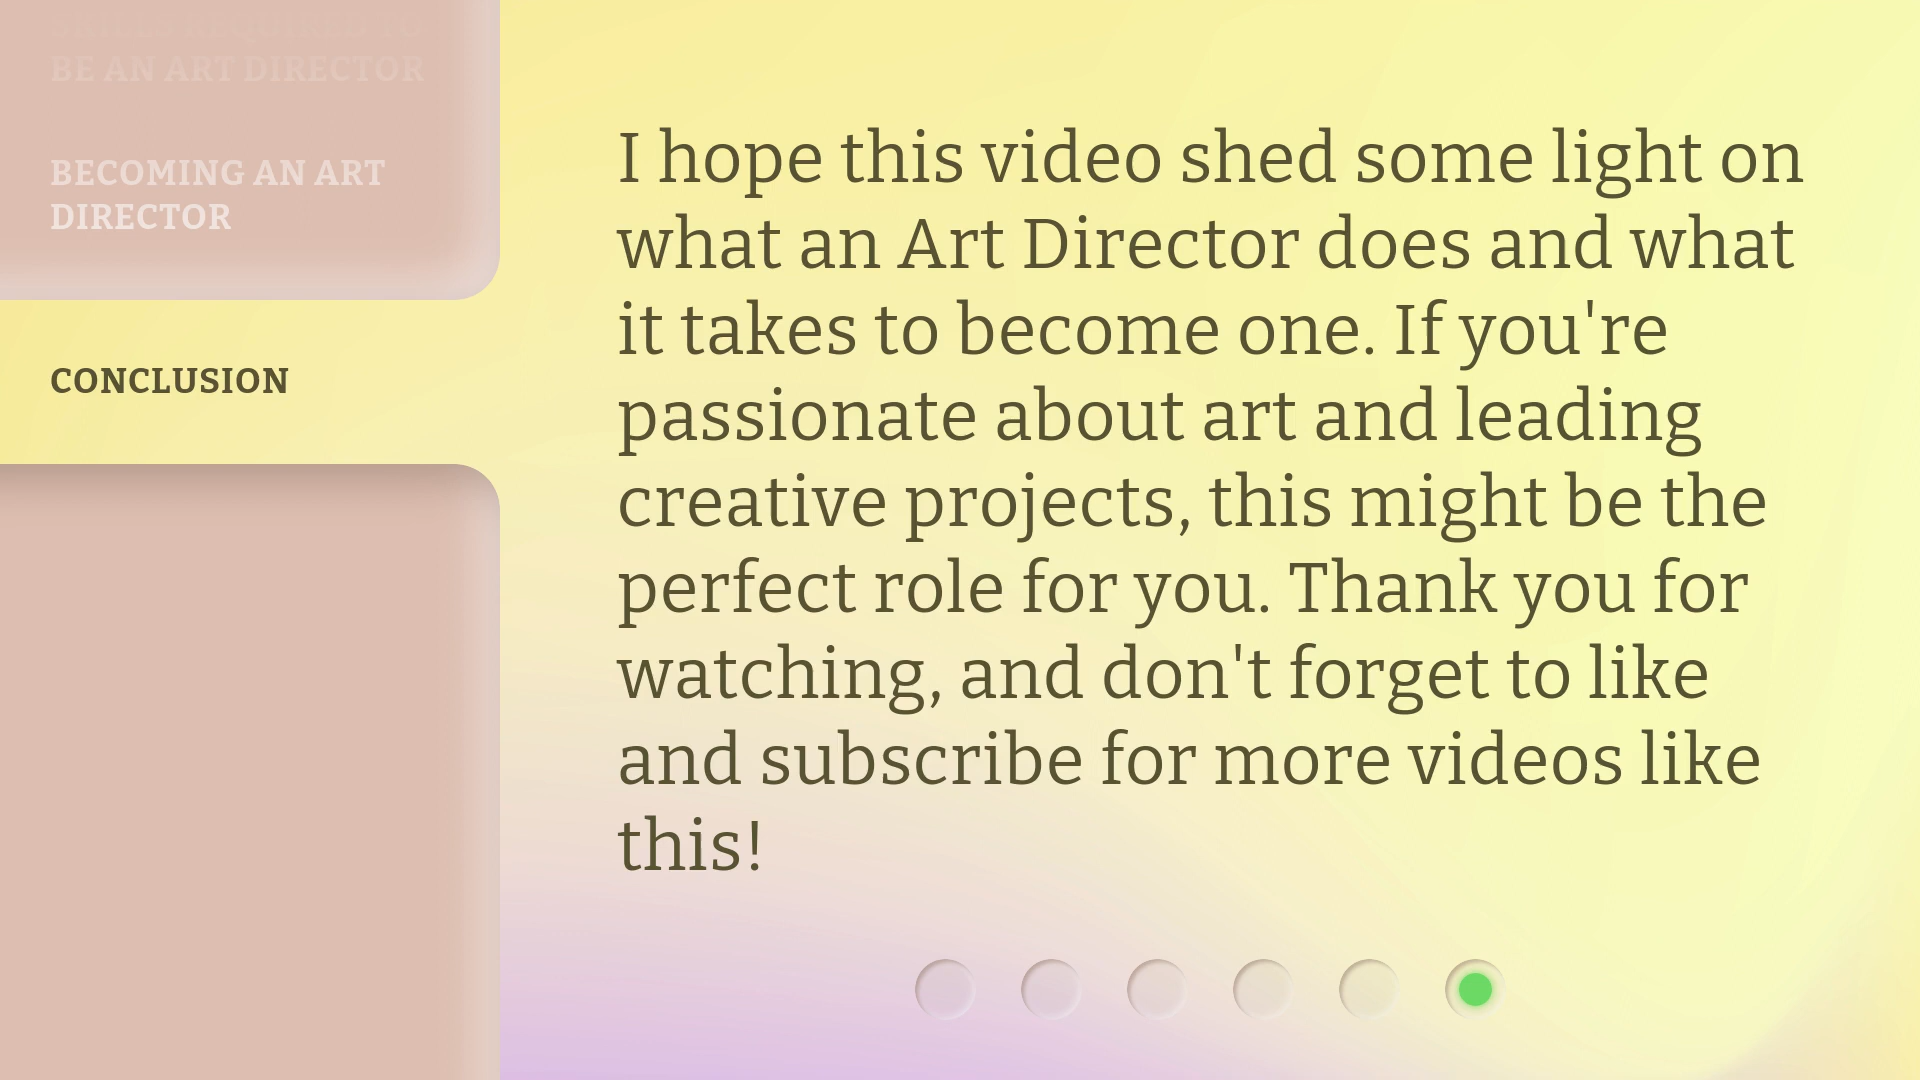 SKILLS REQUIRED TO
BE AN ART DIRECTOR
BECOMING AN ART
DIRECTOR
CONCLUSION
I hope this video shed some light on
what an Art Director does and what
it takes to become one. If you're
passionate about art and leading
creative projects, this might be the
perfect role for you. Thank you for
watching, and don't forget to like
and subscribe for more videos like
this!